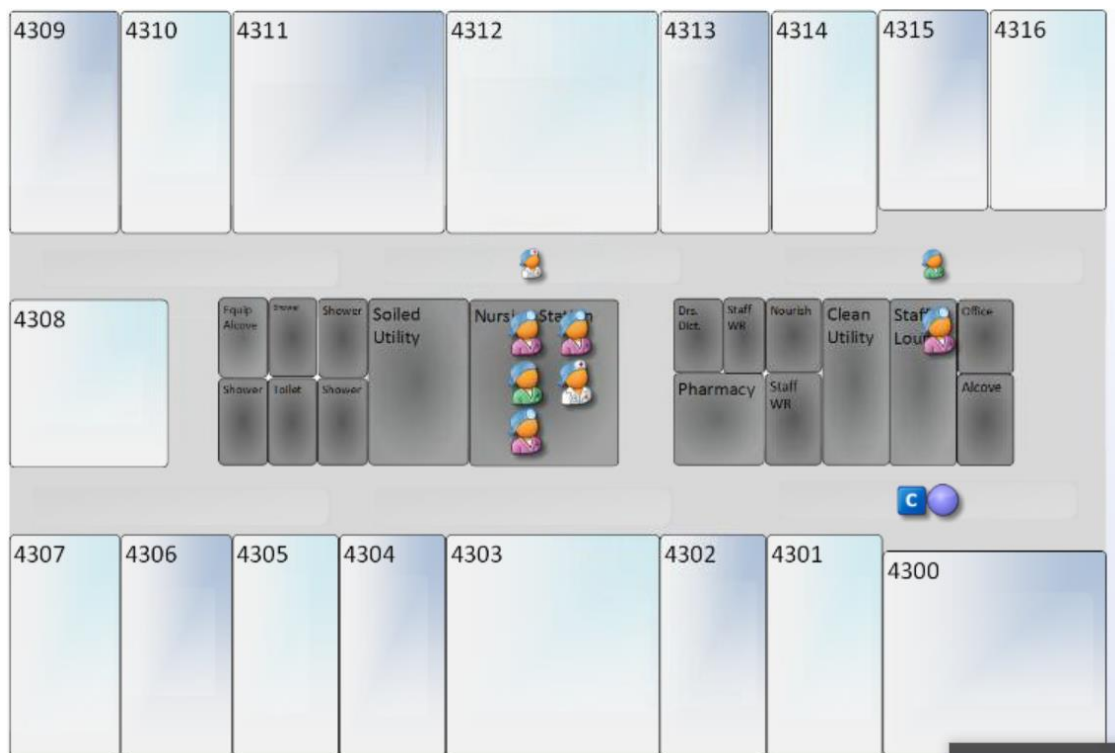 4309
4310
4311
4312
4313
4314
4315
4316
4308
Equip
Alcove
Shower
Soiled
Utility
Station
Drs.
Dict.
Staff
WR
Nourish
Clean
Utility
Staff
Office
Shower
Toilet
Shower
Pharmacy
Staff
WR
Alcove
C
4307
4306
4305
4304
4303
4302
4301
4300